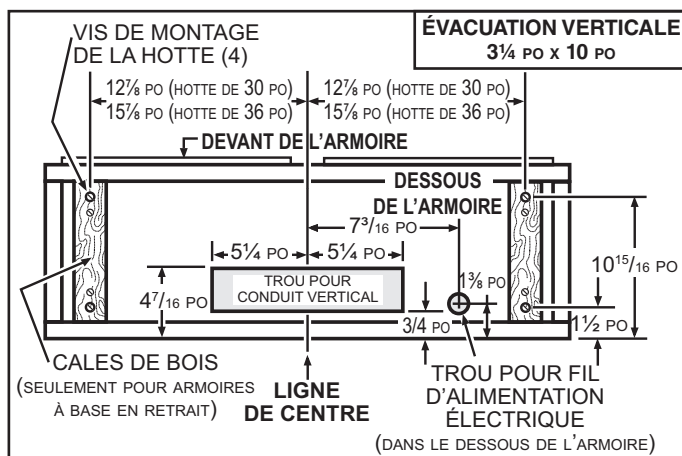 VIS DE MONTAGE
DE LA HOTTE (4)
ÉVACUATION VERTICALE
3¼ PO X 10 PO
12⅞ PO (HOTTE DE 30 PO)
15⅞ PO (HOTTE DE 36 PO)
12⅞ PO (HOTTE DE 30 PO)
15⅞ PO (HOTTE DE 36 PO)
DEVANT DE L'ARMOIRE
DESSOUS
DE L'ARMOIRE
7³/16 PO
5¼ PO
5¼ PO
TROU POUR
CONDUIT VERTICAL
4⁷/16 PO
1⅜ PO
3/4 PO
10¹⁵/16 PO
1½ PO
CALES DE BOIS
(SEULEMENT POUR ARMOIRES
À BASE EN RETRAIT)
LIGNE
DE CENTRE
TROU POUR FIL
D'ALIMENTATION
ÉLECTRIQUE
(DANS LE DESSOUS DE L'ARMOIRE)